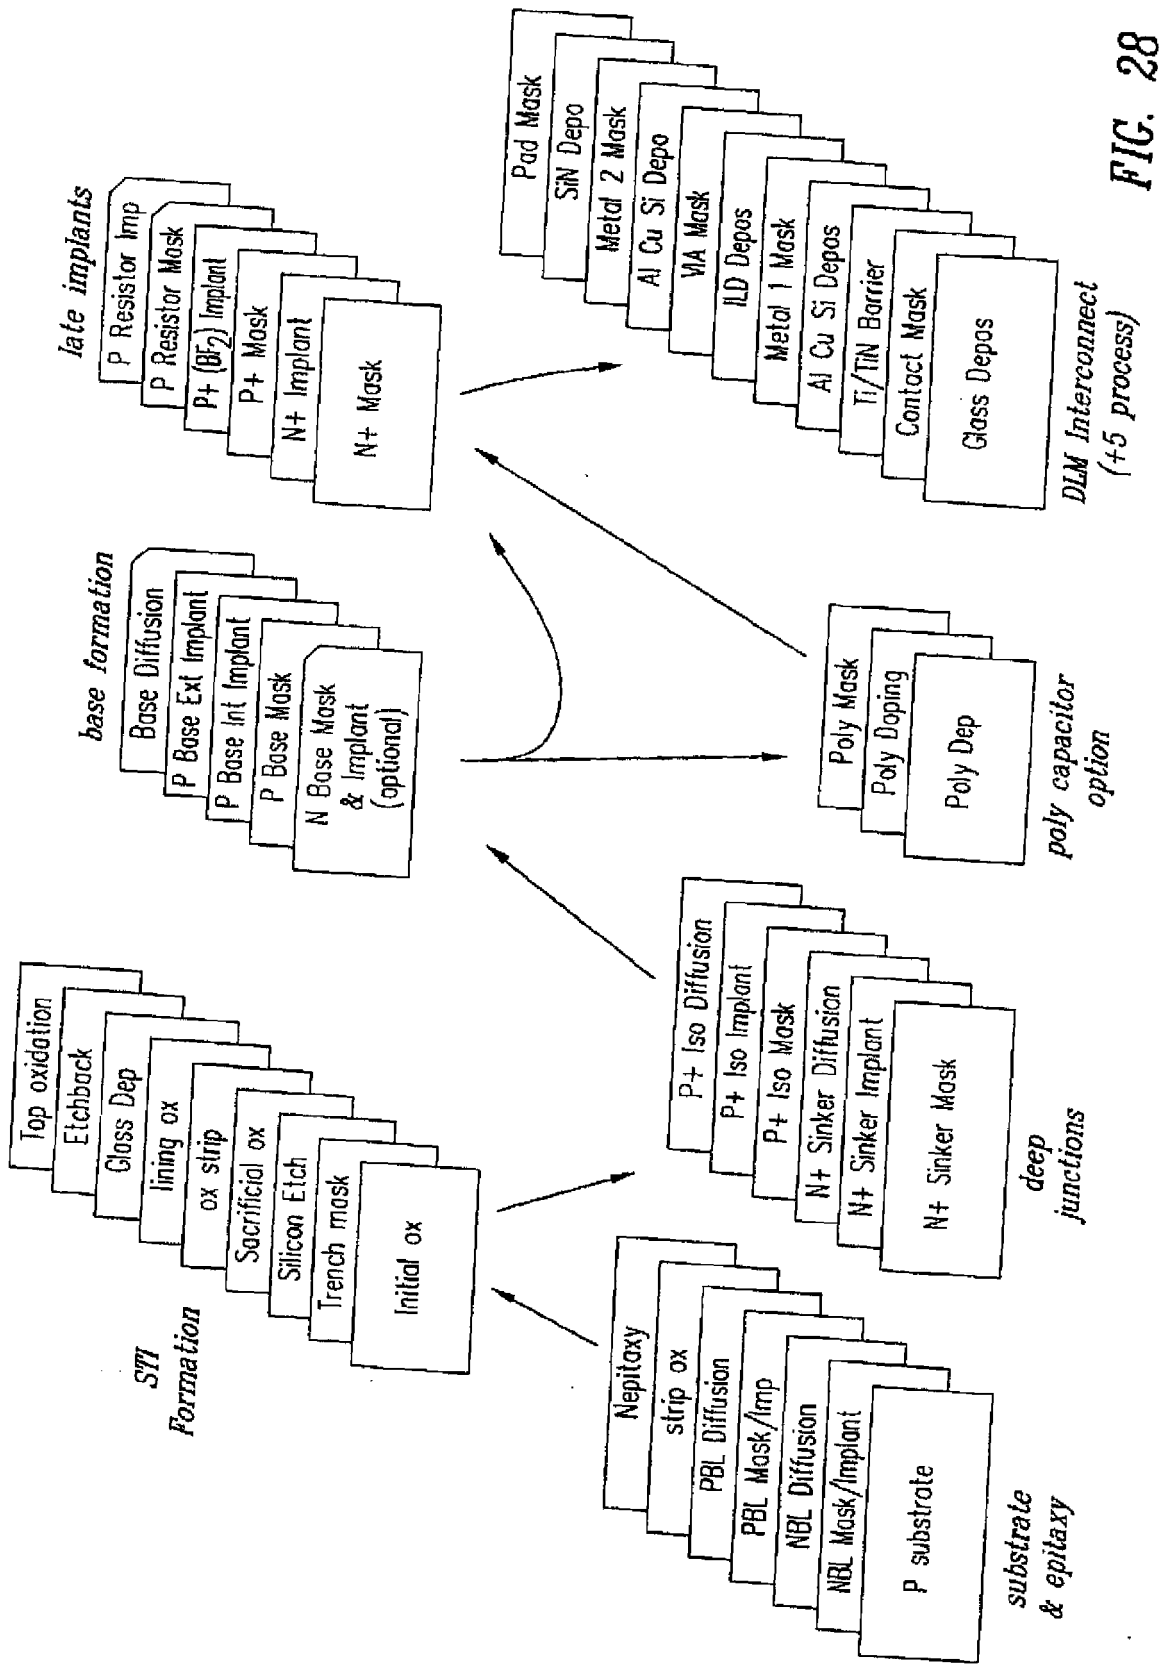 STI
Formation
Top oxidation
Etchback
Glass Dep
lining ox
ox strip
Sacrificial ox
Silicon Etch
Trench mask
Initial ox
base formation
Base Diffusion
P Base Ext Implant
P Base Int Implant
P Base Mask
N Base Mask
& Implant
(optional)
late implants
P Resistor Imp
P Resistor Mask
P+ (BF2) Implant
P+ Mask
N+ Implant
N+ Mask
Nepitaxy
strip ox
PBL Diffusion
PBL Mask/Imp
NBL Diffusion
NBL Mask/Implant
P substrate
substrate
& epitaxy
P+ Iso Diffusion
P+ Iso Implant
P+ Iso Mask
N+ Sinker Diffusion
N+ Sinker Implant
N+ Sinker Mask
deep
junctions
Poly Mask
Poly Doping
Poly Dep
poly capacitor
option
Pad Mask
SiN Depo
Metal 2 Mask
Al Cu Si Depo
VIA Mask
ILD Depos
Metal 1 Mask
Al Cu Si Depos
Ti/TiN Barrier
Contact Mask
Glass Depos
DLM Interconnect
(+5 process)
FIG. 28